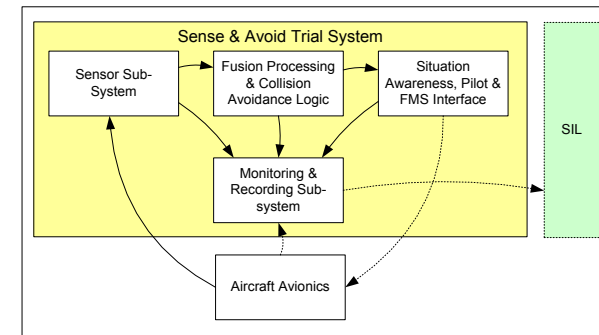 Sense & Avoid Trial System
Sensor Sub-
System
Fusion Processing
& Collision
Avoidance Logic
Situation
Awareness, Pilot &
FMS Interface
SIL
Monitoring &
Recording Sub-
system
Aircraft Avionics